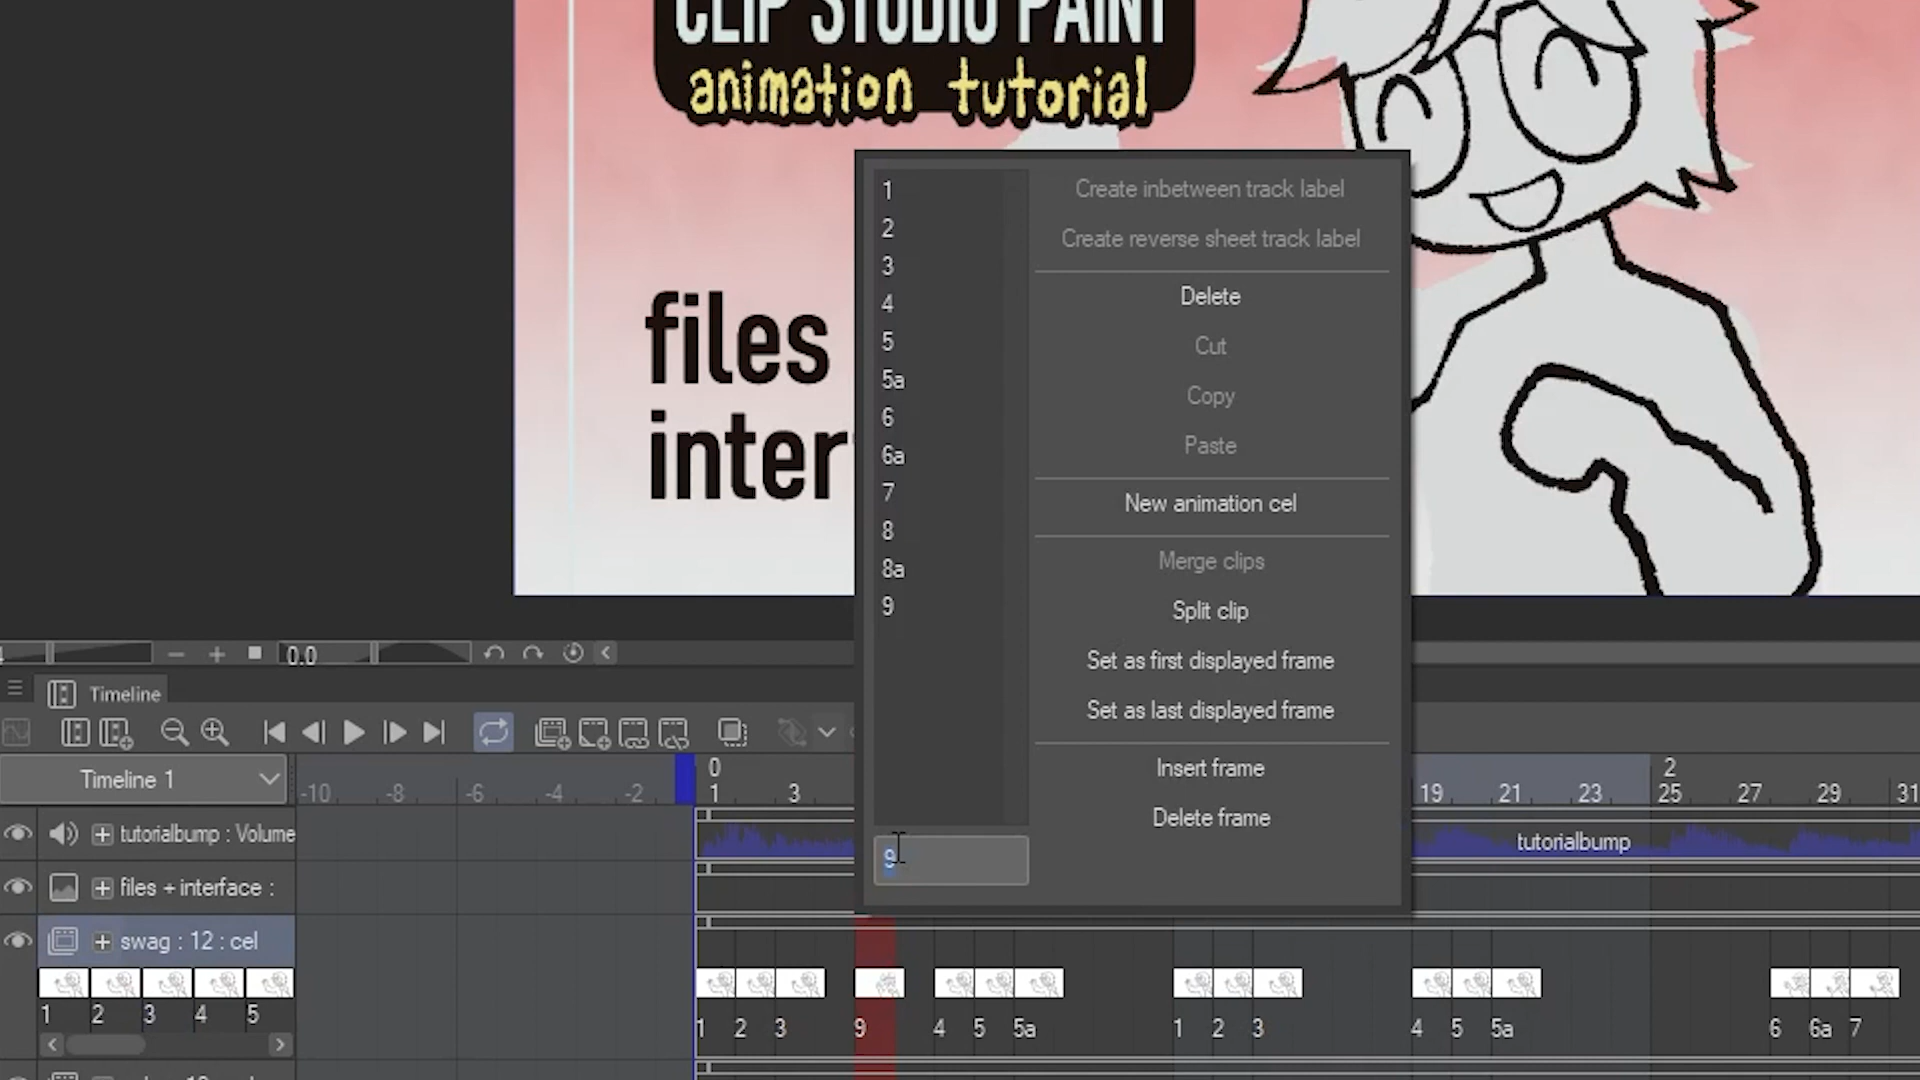 CLIP STUDIO PAINT
animation tutorial
files
inter
1
2
3
4
5
5a
6
6a
7
8
8a
9
9
Create inbetween track label
Create reverse sheet track label
Delete
Cut
Copy
Paste
New animation cel
Merge clips
Split clip
Set as first displayed frame
Set as last displayed frame
Insert frame
Delete frame
0.0
Timeline
Timeline 1
-10 -8 -6 -4 -2
0 2
1 3 19 21 23 25 27 29 31
tutorialbump : Volume
tutorialbump
files + interface :
swag : 12 : cel
1 2 3 4 5
1 2 3 9 4 5 5a 1 2 3 4 5 5a 6 6a 7